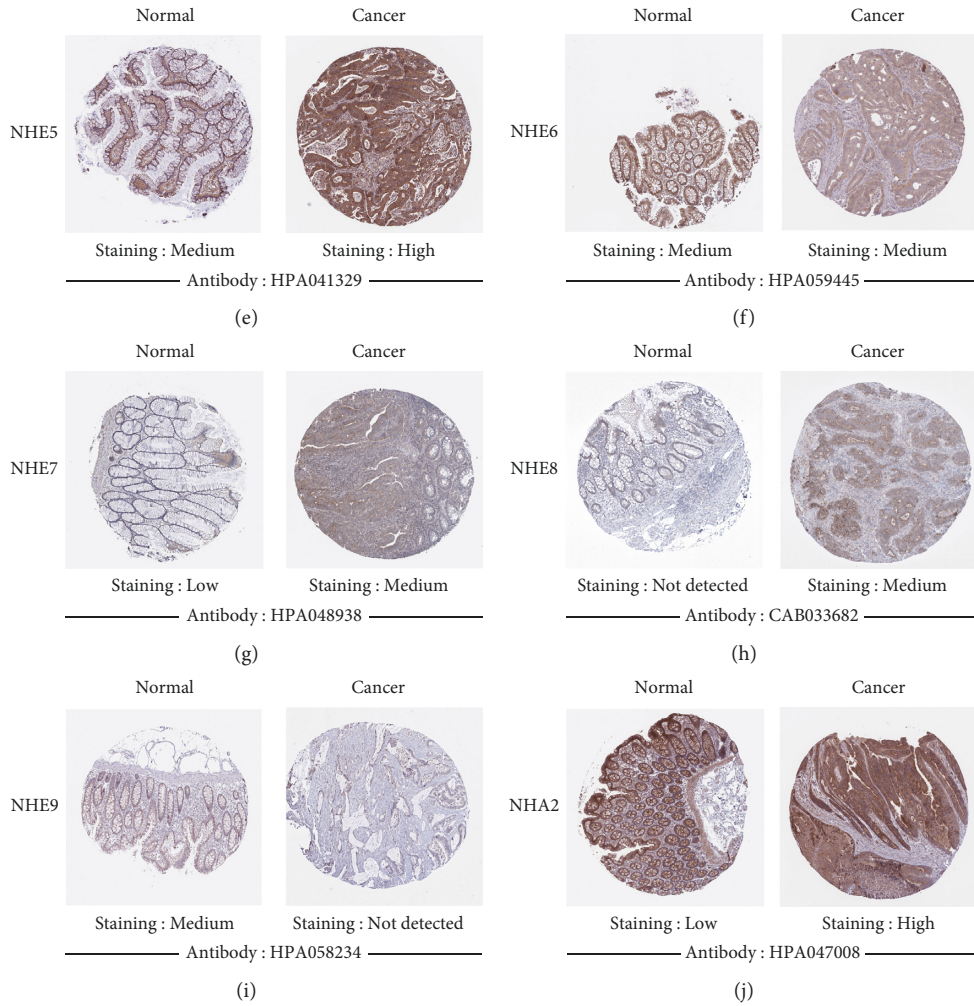 Normal Cancer
NHE5
Staining : Medium Staining : High
Antibody : HPA041329
(e)
Normal Cancer
NHE6
Staining : Medium Staining : Medium
Antibody : HPA059445
(f)
Normal Cancer
NHE7
Staining : Low Staining : Medium
Antibody : HPA048938
(g)
Normal Cancer
NHE8
Staining : Not detected Staining : Medium
Antibody : CAB033682
(h)
Normal Cancer
NHE9
Staining : Medium Staining : Not detected
Antibody : HPA058234
(i)
Normal Cancer
NHA2
Staining : Low Staining : High
Antibody : HPA047008
(j)